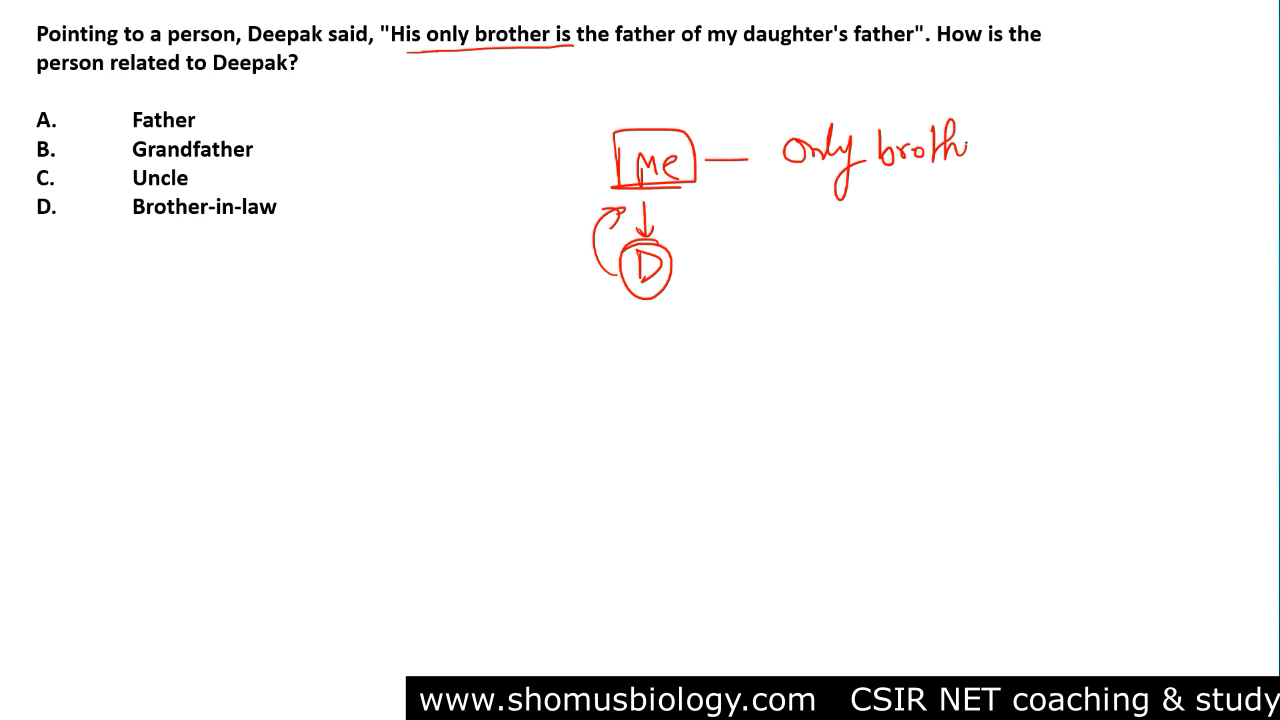 Pointing to a person, Deepak said, "His only brother is the father of my daughter's father". How is the
person related to Deepak?
A. Father
B. Grandfather
C. Uncle
D. Brother-in-law
Me — only broth
D
www.shomusbiology.com CSIR NET coaching & study